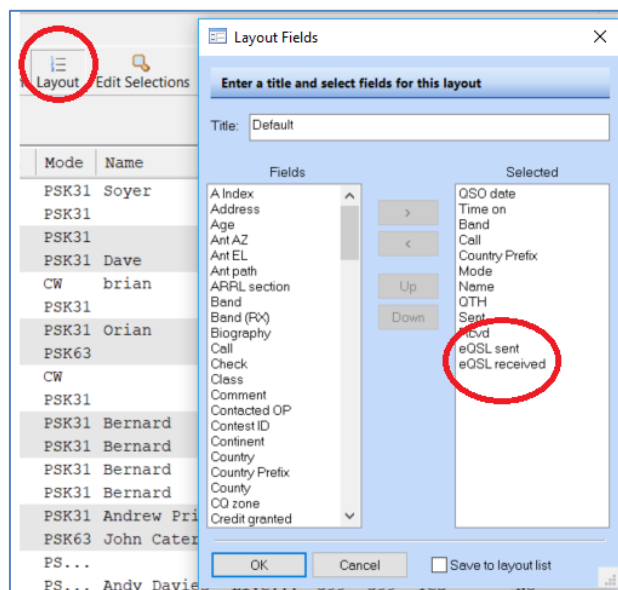 Layout
Edit Selections
Mode Name
PSK31 Soyer
PSK31
PSK31
PSK31 Dave
CW brian
PSK31
PSK31 Orian
PSK63
CW
PSK31
PSK31 Bernard
PSK31 Bernard
PSK31 Bernard
PSK31 Bernard
PSK31 Andrew Pri
PSK63 John Cater
PS...
PS... Andy Davies
Layout Fields
Enter a title and select fields for this layout
Title: Default
Fields
A Index
Address
Age
Ant AZ
Ant EL
Ant path
ARRL section
Band
Band (RX)
Biography
Call
Check
Class
Comment
Contacted OP
Contest ID
Continent
Country
Country Prefix
County
CQ zone
Credit granted
>
<
Up
Down
Selected
QSO date
Time on
Band
Call
Country Prefix
Mode
Name
QTH
Sent
Rcvd
eQSL sent
eQSL received
OK
Cancel
Save to layout list